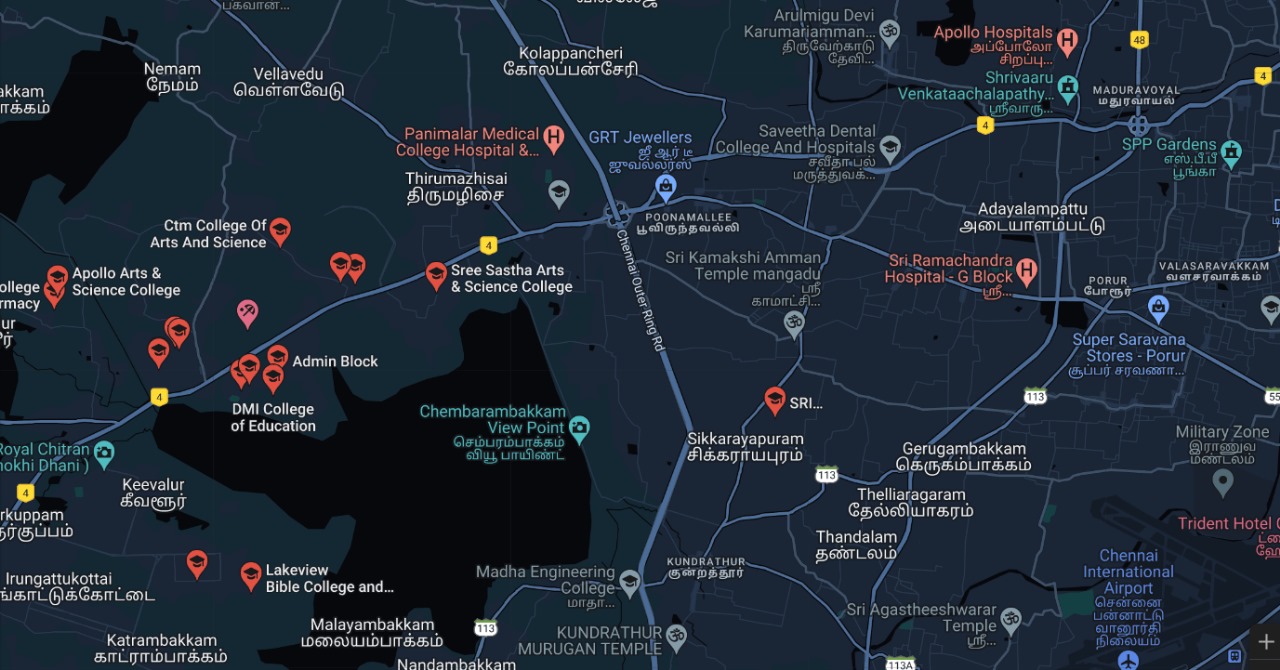 பகவான்...
Kolappancheri
கோலப்பன்சேரி
Arulmigu Devi
Karumariamman...
திருவேற்காடு
தேவி...
Apollo Hospitals
அப்போலோ
சிறப்பு...
48
4
Nemam
நேமம்
Vellavedu
வெள்ளவேடு
akkam
ாக்கம்
Shrivaaru
Venkataachalapathy...
ஸ்ரீவாரு...
MADURAVOYAL
மதுரவாயல்
4
Panimalar Medical
College Hospital &...
GRT Jewellers
ஜீ ஆர் டீ
ஜுவல்லர்ஸ்
Saveetha Dental
College And Hospitals
சவீதா பல்
மருத்துவக்...
SPP Gardens
எஸ்.பீ.பீ
பூங்கா
Thirumazhisai
திருமழிசை
POONAMALLEE
பூவிருந்தவல்லி
Adayalampattu
அடையாளம்பட்டு
Ctm College Of
Arts And Science
4
Chennai Outer Ring Rd
Sri Kamakshi Amman
Temple mangadu
ஸ்ரீ
காமாட்சி...
Sri Ramachandra
Hospital - G Block
ஸ்ரீ...
PORUR
போரூர்
VALASARAVAKKAM
வளசரவாக்கம்
Apollo Arts &
Science College
ollege
rmacy
ur
ீர்
Sree Sastha Arts
& Science College
Super Saravana
Stores - Porur
சூப்பர் சரவணா...
Admin Block
4
DMI College
of Education
113
55
SRI...
Chembarambakkam
View Point
செம்பரம்பாக்கம்
வியூ பாயிண்ட்
Sikkarayapuram
சிக்கராயபுரம்
Gerugambakkam
கெருகம்பாக்கம்
Military Zone
இராணுவ
மண்டலம்
Royal Chitran
nokhi Dhani )
4
Keevalur
கீவளூர்
113
Thelliaragaram
தேல்லியாகரம்
rkuppam
ர்குப்பம்
Thandalam
தண்டலம்
Trident Hotel
Chennai
International
Airport
சென்னை
பன்னாட்டு
வானூர்தி
நிலையம்
KUNDRATHUR
குன்றத்தூர்
Irungattukottai
ங்காட்டுக்கோட்டை
Lakeview
Bible College and...
Madha Engineering
College
மாதா...
Sri Agastheeshwarar
Temple
ஸ்ரீ...
Katrambakkam
காட்ராம்பாக்கம்
Malayambakkam
மலையம்பாக்கம்
113
KUNDRATHUR
MURUGAN TEMPLE
Nandambakkam
113A